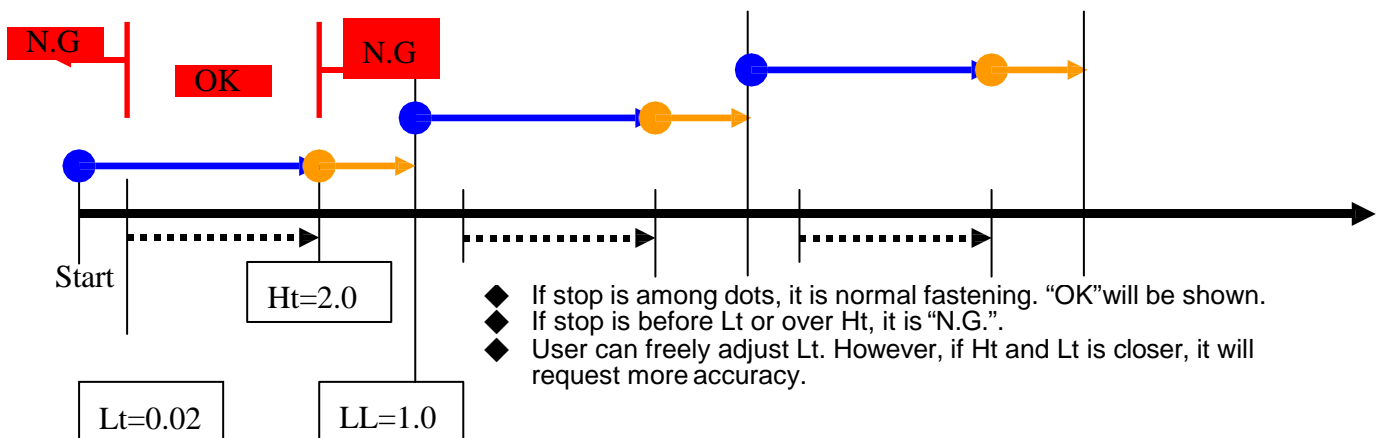 N.G
OK
N.G
Start
Ht=2.0
◆ If stop is among dots, it is normal fastening. “OK”will be shown.
◆ If stop is before Lt or over Ht, it is “N.G.”.
◆ User can freely adjust Lt. However, if Ht and Lt is closer, it will
request more accuracy.
Lt=0.02
LL=1.0